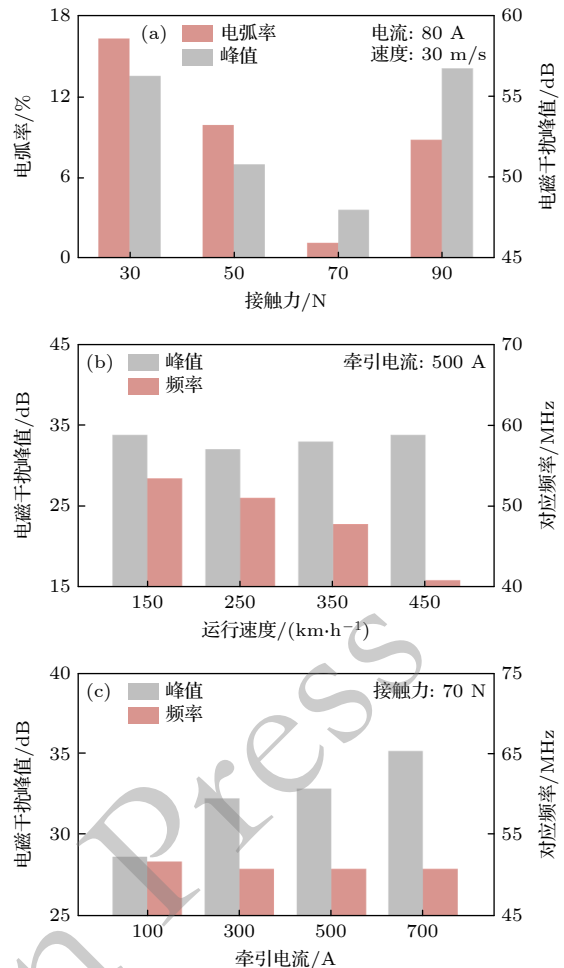 18
12
6
0
电弧率/%
(a)
电弧率
峰值
电流: 80 A
速度: 30 m/s
60
55
50
45
电磁干扰峰值/dB
30 50 70 90
接触力/N
45
35
25
15
电磁干扰峰值/dB
(b)
峰值
频率
牵引电流: 500 A
70
60
50
40
对应频率/MHz
150 250 350 450
运行速度/(km·h⁻¹)
40
35
30
25
电磁干扰峰值/dB
(c)
峰值
频率
接触力: 70 N
75
65
55
45
对应频率/MHz
100 300 500 700
牵引电流/A
n Press